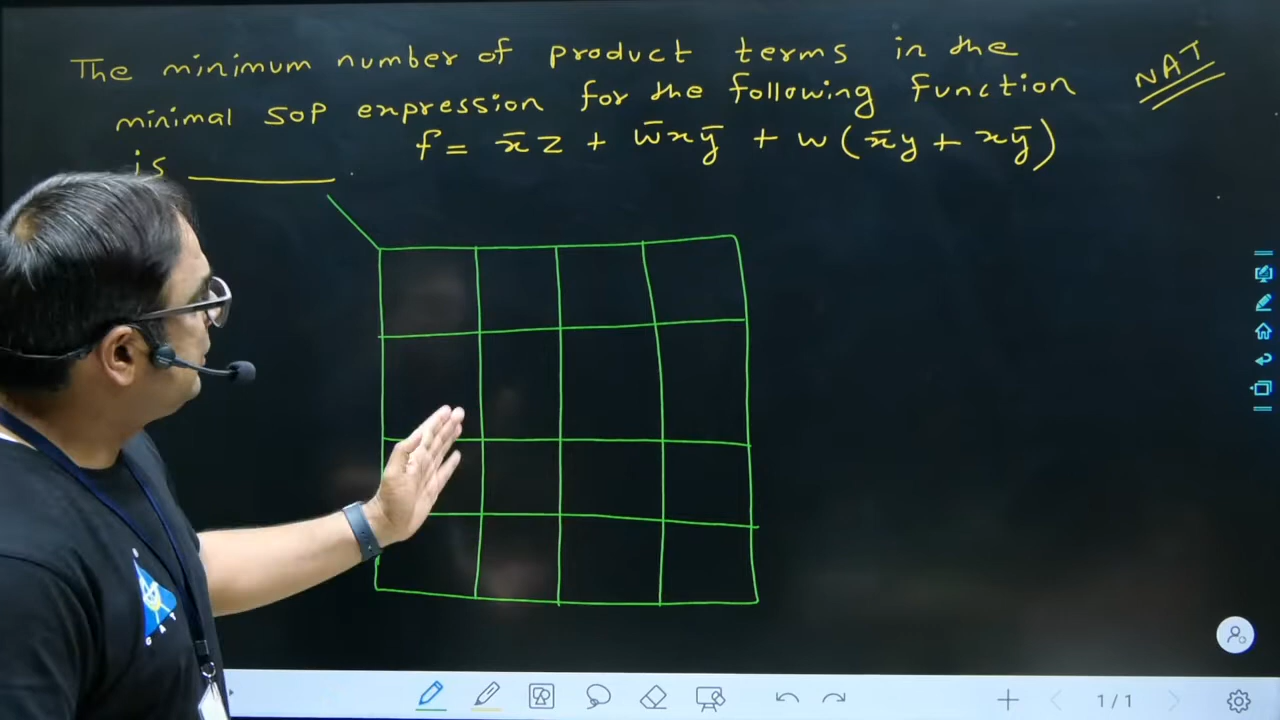 The minimum number of product terms in the
minimal SOP expression for the following function
f = x̄z + w̄xȳ + w(x̄y + xȳ)
is ________ .
NAT
1/1